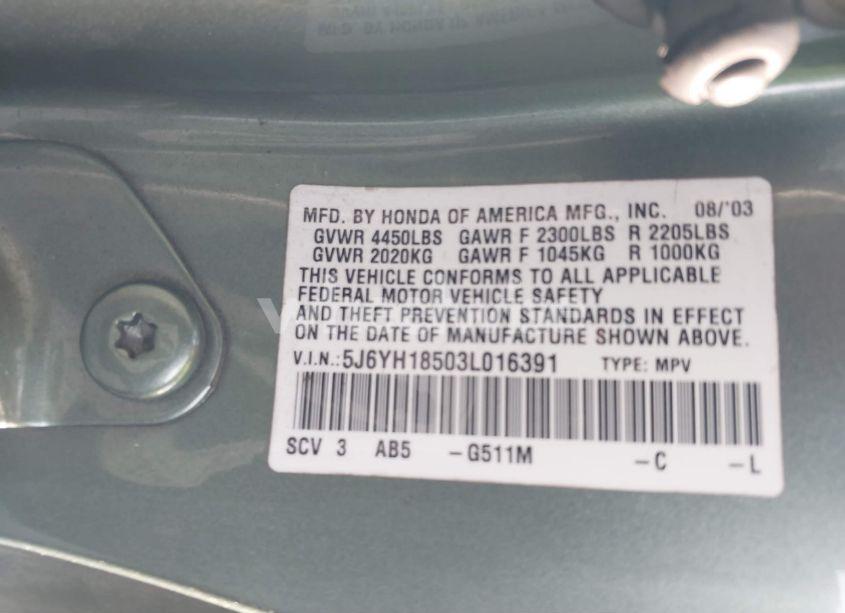 MFD. BY HONDA OF AMERICA MFG., INC. 08/'03
GVWR 4450LBS GAWR F 2300LBS R 2205LBS
GVWR 2020KG GAWR F 1045KG R 1000KG
THIS VEHICLE CONFORMS TO ALL APPLICABLE
FEDERAL MOTOR VEHICLE SAFETY
AND THEFT PREVENTION STANDARDS IN EFFECT
ON THE DATE OF MANUFACTURE SHOWN ABOVE.
V.I.N.:5J6YH18503L016391 TYPE: MPV
SCV 3 AB5 -G511M -C -L